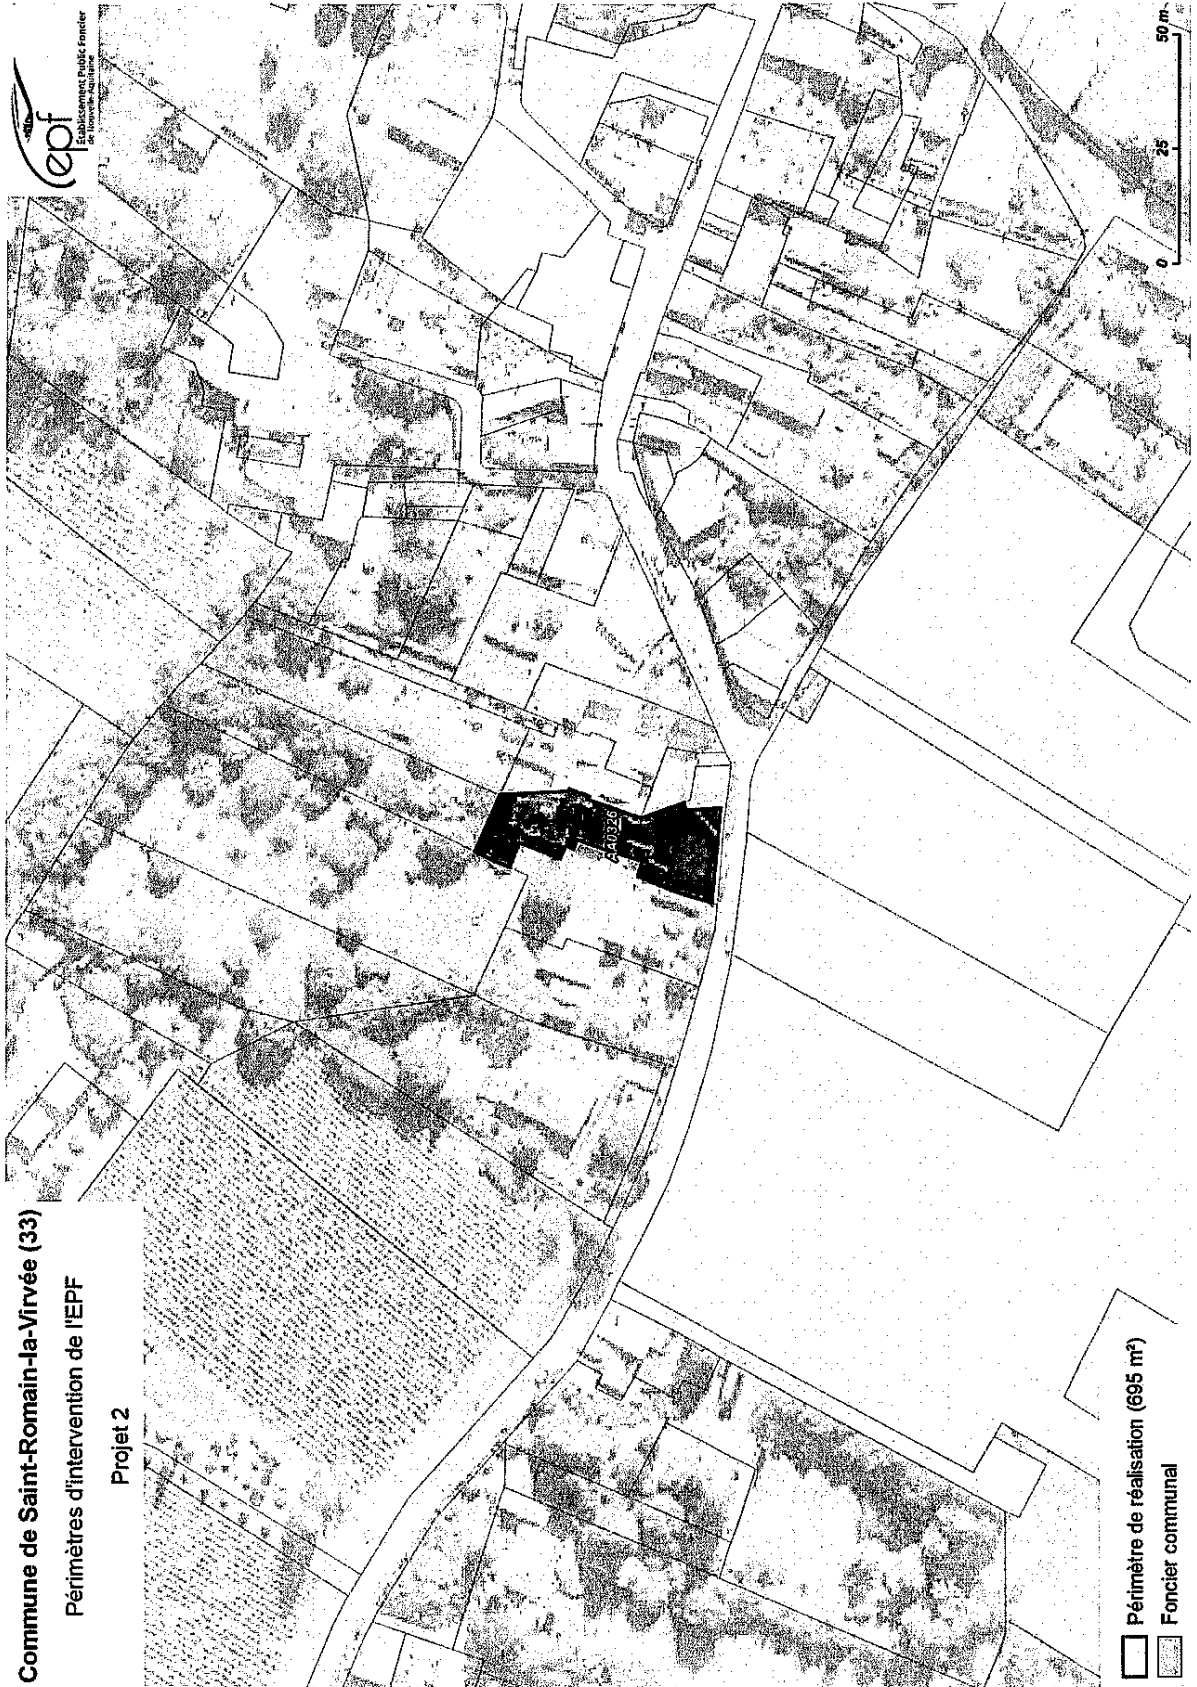 Commune de Saint-Romain-la-Virvée (33)
Périmètres d'intervention de l'EPF
Projet 2
epf
Établissement Public Foncier
de Nouvelle-Aquitaine
AA0326
Périmètre de réalisation (695 m²)
Foncier communal
0 25 50 m